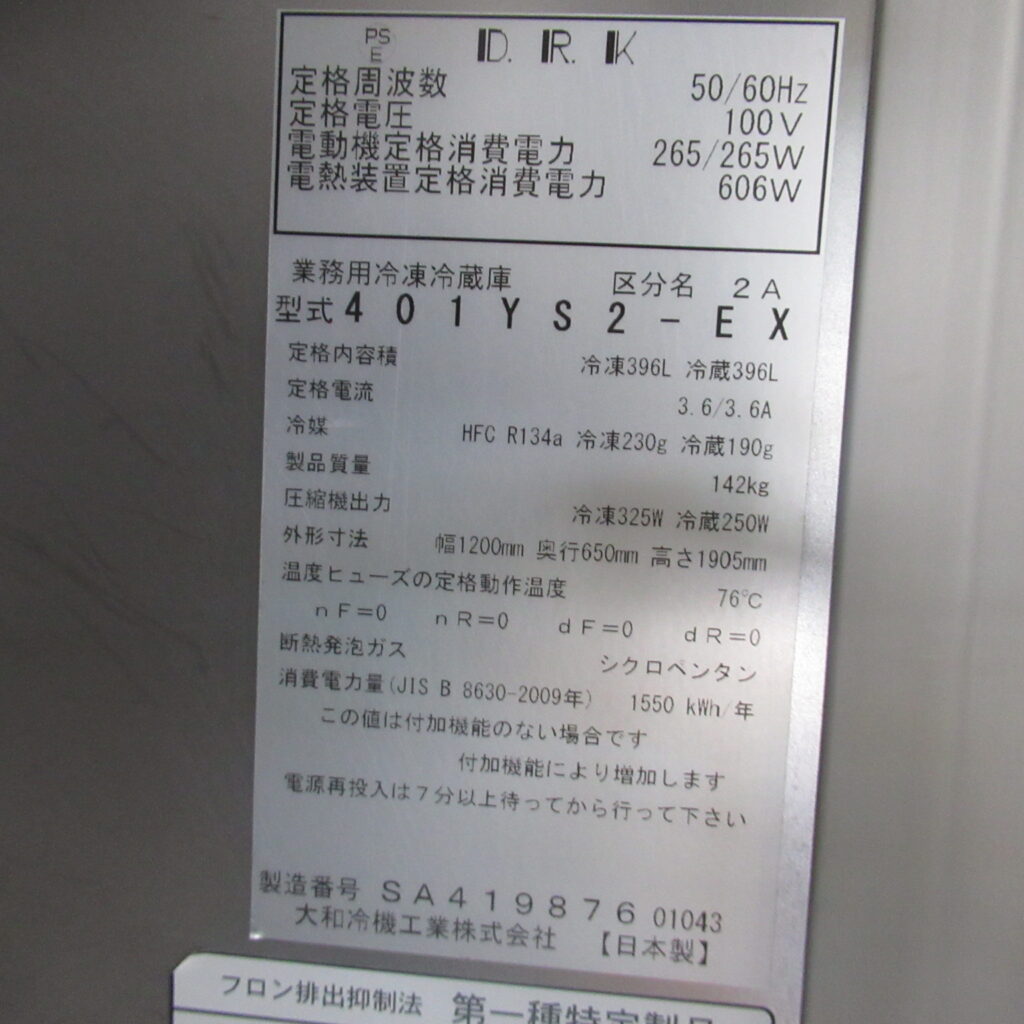 PS
E
D.R.K
定格周波数 50/60Hz
定格電圧 100V
電動機定格消費電力 265/265W
電熱装置定格消費電力 606W
業務用冷凍冷蔵庫 区分名 2A
型式 401YS2-EX
定格内容積 冷凍396L 冷蔵396L
定格電流 3.6/3.6A
冷媒 HFC R134a 冷凍230g 冷蔵190g
製品質量 142kg
圧縮機出力 冷凍325W 冷蔵250W
外形寸法 幅1200mm 奥行650mm 高さ1905mm
温度ヒューズの定格動作温度 76℃
nF=0 nR=0 dF=0 dR=0
断熱発泡ガス シクロペンタン
消費電力量(JIS B 8630-2009年) 1550 kWh/年
この値は付加機能のない場合です
付加機能により増加します
電源再投入は7分以上待ってから行って下さい
製造番号 SA419876 01043
大和冷機工業株式会社 【日本製】
フロン排出抑制法 第一種特定製品